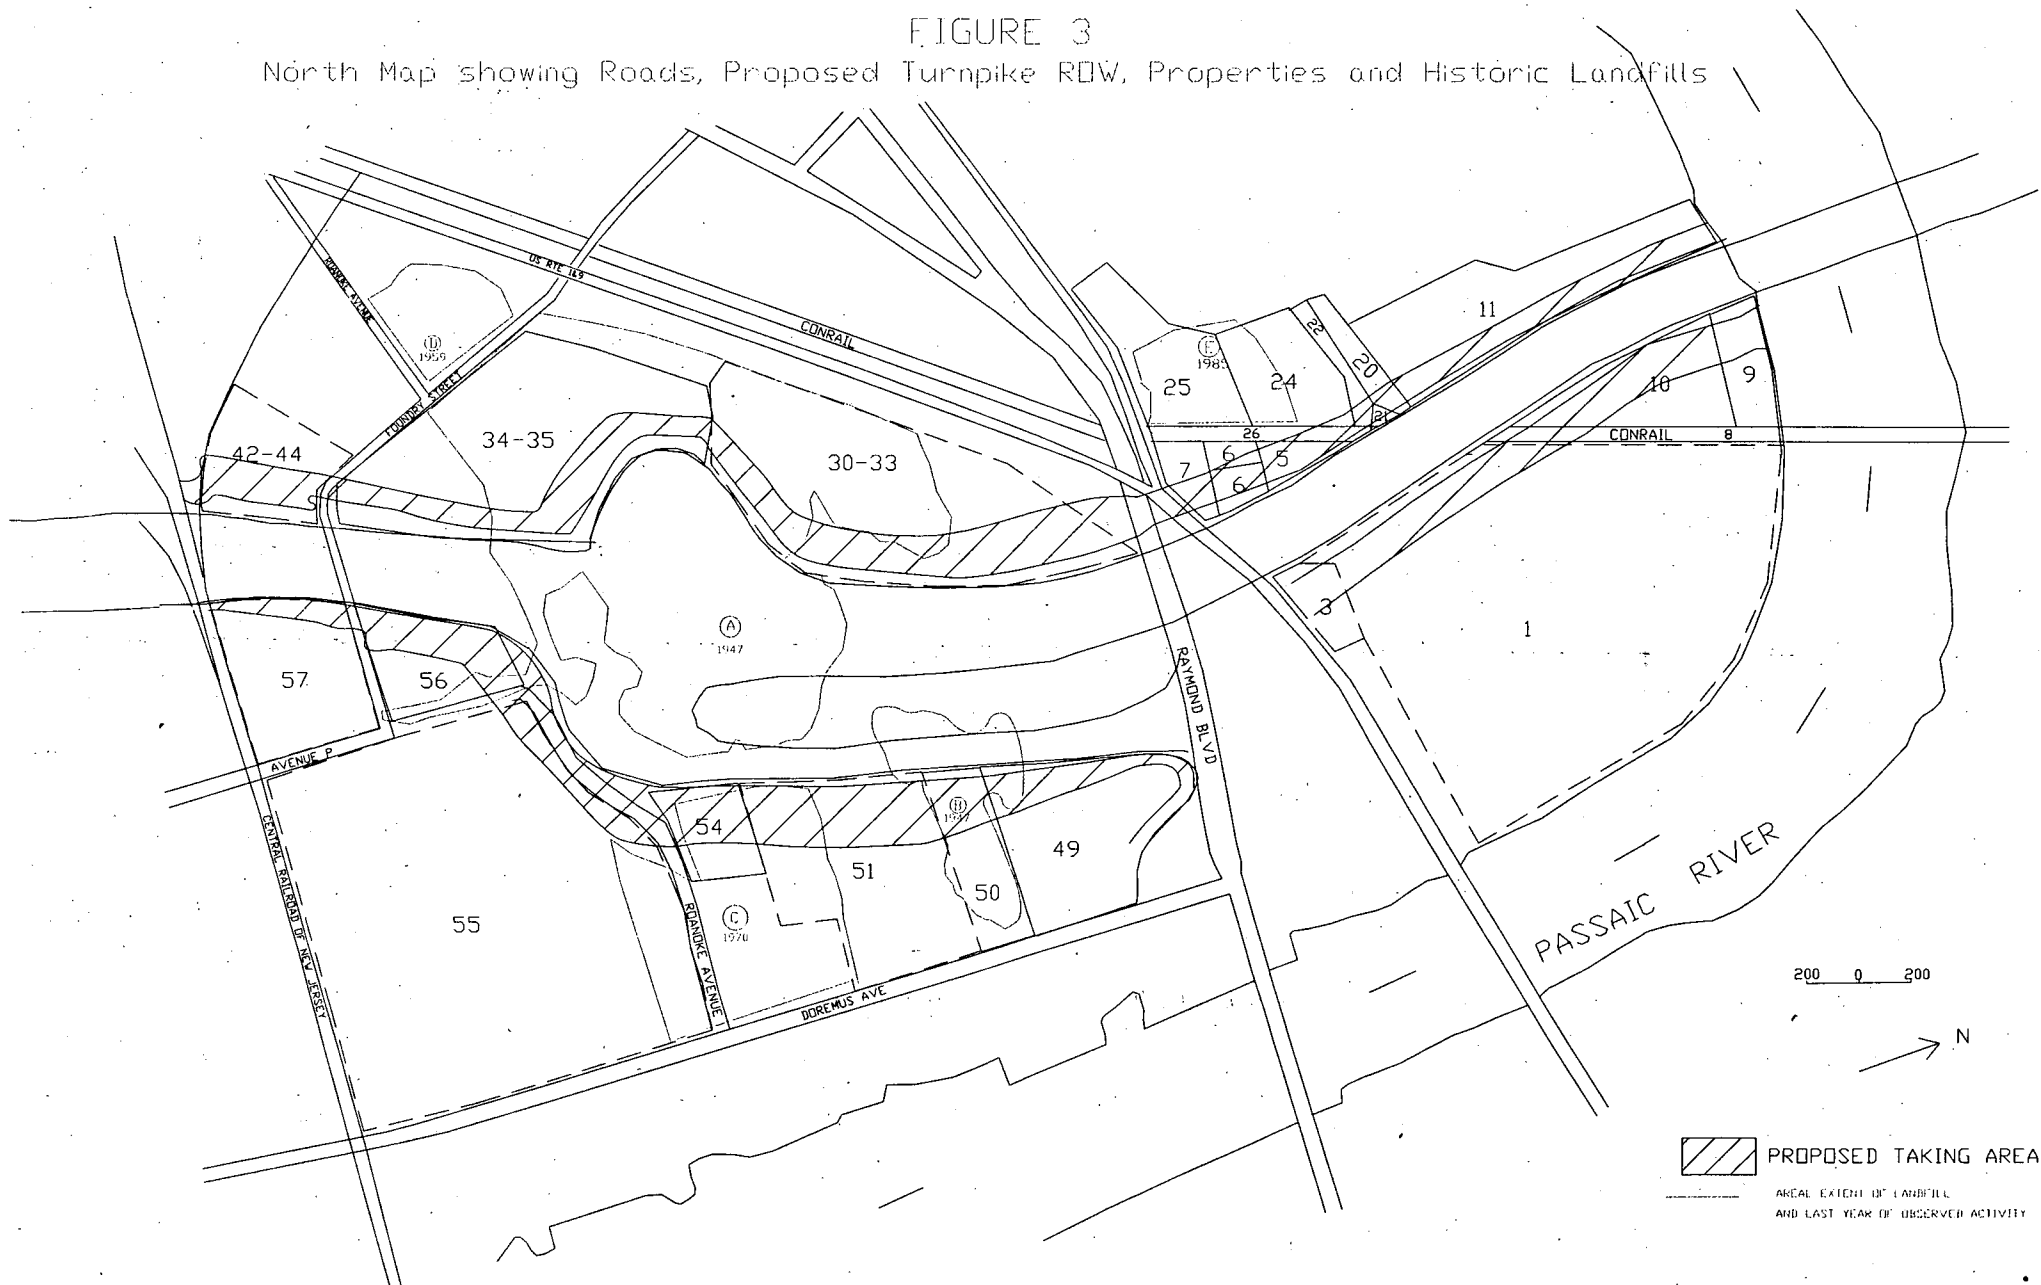 FIGURE 3
North Map showing Roads, Proposed Turnpike ROW, Properties and Historic Landfills
ROANOKE AVENUE
US RTE 1&9
CONRAIL
D
1959
FOUNDRY STREET
11
22
20
E
1985
25
24
21
10
9
42-44
34-35
30-33
26
CONRAIL 8
7
6
5
6
3
1
A
1947
57
56
RAYMOND BLVD
AVENUE P
B
1947
54
49
51
50
55
C
1970
CENTRAL RAILROAD OF NEW JERSEY
ROANOKE AVENUE
DOREMUS AVE
PASSAIC RIVER
200 0 200
N
PROPOSED TAKING AREA
AREAL EXTENT OF LANDFILL
AND LAST YEAR OF OBSERVED ACTIVITY